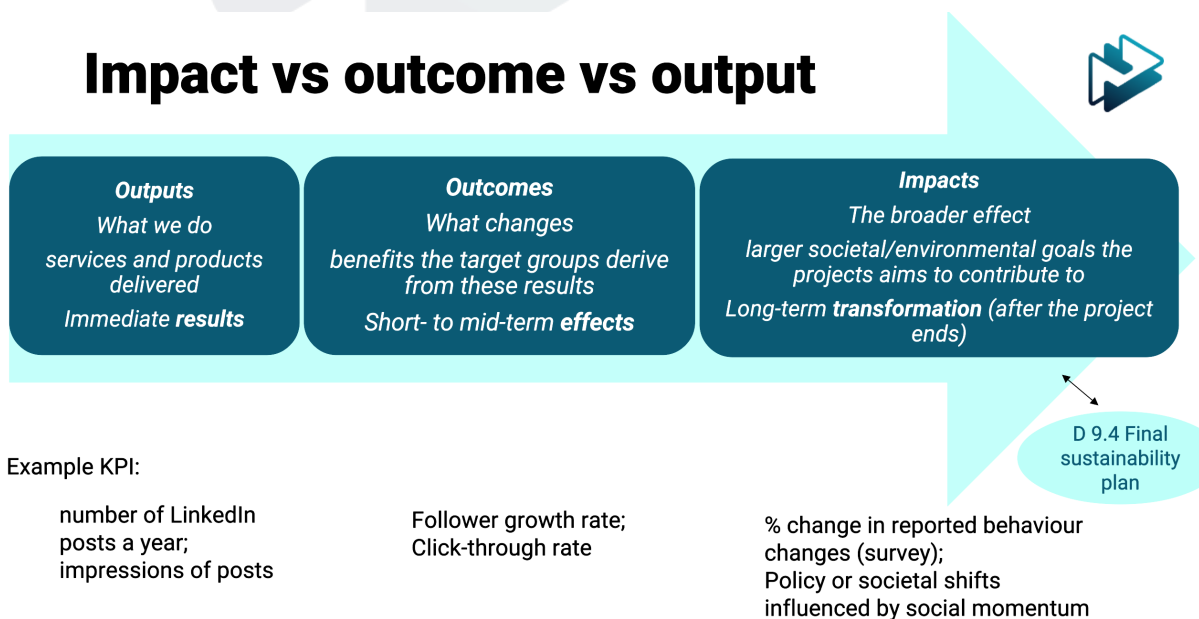 Impact vs outcome vs output
Outputs
What we do
services and products
delivered
Immediate results
Outcomes
What changes
benefits the target groups derive
from these results
Short- to mid-term effects
Impacts
The broader effect
larger societal/environmental goals the
projects aims to contribute to
Long-term transformation (after the project
ends)
D 9.4 Final
sustainability
plan
Example KPI:
number of LinkedIn
posts a year;
impressions of posts
Follower growth rate;
Click-through rate
% change in reported behaviour
changes (survey);
Policy or societal shifts
influenced by social momentum